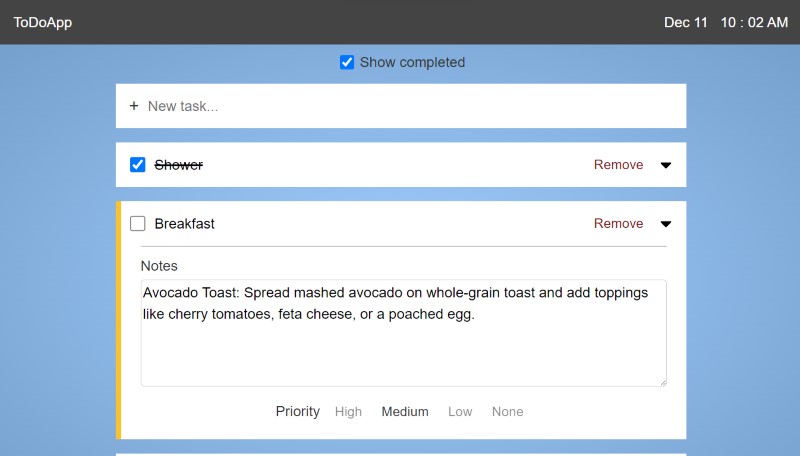 ToDoApp
Dec 11 10 : 02 AM
Show completed
+ New task...
Shower Remove
Breakfast Remove
Notes
Avocado Toast: Spread mashed avocado on whole-grain toast and add toppings
like cherry tomatoes, feta cheese, or a poached egg.
Priority High Medium Low None